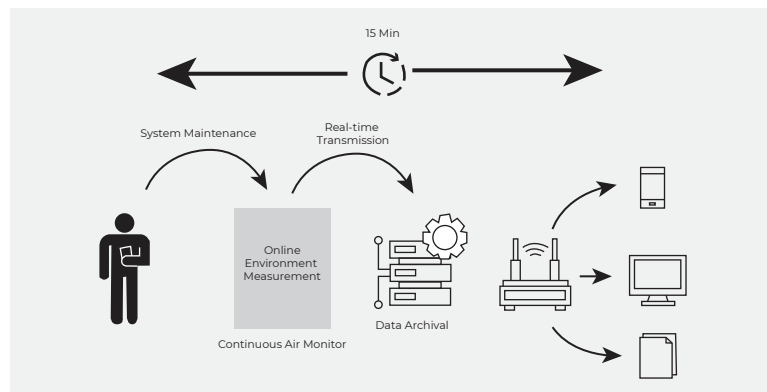 15 Min
System Maintenance
Real-time
Transmission
Online
Environment
Measurement
Data Archival
Continuous Air Monitor